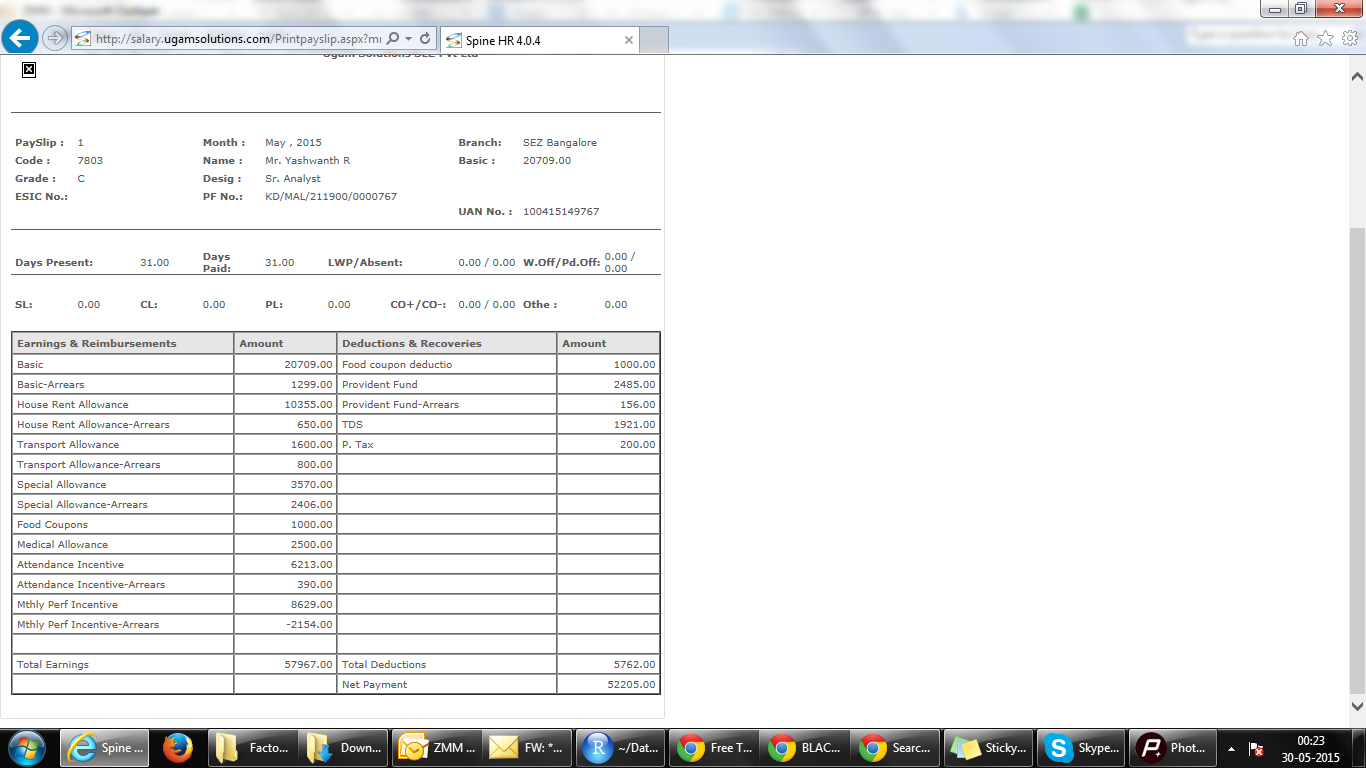 http://salary.ugamsolutions.com/Printpayslip.aspx?m
Spine HR 4.0.4
PaySlip : 1 Month : May , 2015 Branch: SEZ Bangalore
Code : 7803 Name : Mr. Yashwanth R Basic : 20709.00
Grade : C Desig : Sr. Analyst
ESIC No.: PF No.: KD/MAL/211900/0000767
UAN No. : 100415149767
Days Present: 31.00 Days Paid: 31.00 LWP/Absent: 0.00 / 0.00 W.Off/Pd.Off: 0.00 / 0.00
SL: 0.00 CL: 0.00 PL: 0.00 CO+/CO-: 0.00 / 0.00 Othe : 0.00
Earnings & Reimbursements Amount Deductions & Recoveries Amount
Basic 20709.00 Food coupon deductio 1000.00
Basic-Arrears 1299.00 Provident Fund 2485.00
House Rent Allowance 10355.00 Provident Fund-Arrears 156.00
House Rent Allowance-Arrears 650.00 TDS 1921.00
Transport Allowance 1600.00 P. Tax 200.00
Transport Allowance-Arrears 800.00
Special Allowance 3570.00
Special Allowance-Arrears 2406.00
Food Coupons 1000.00
Medical Allowance 2500.00
Attendance Incentive 6213.00
Attendance Incentive-Arrears 390.00
Mthly Perf Incentive 8629.00
Mthly Perf Incentive-Arrears -2154.00
Total Earnings 57967.00 Total Deductions 5762.00
Net Payment 52205.00
Spine ... Facto... Down... ZMM ... FW: *... ~/Dat... Free T... BLAC... Searc... Sticky... Skype... Phot... 00:23
30-05-2015